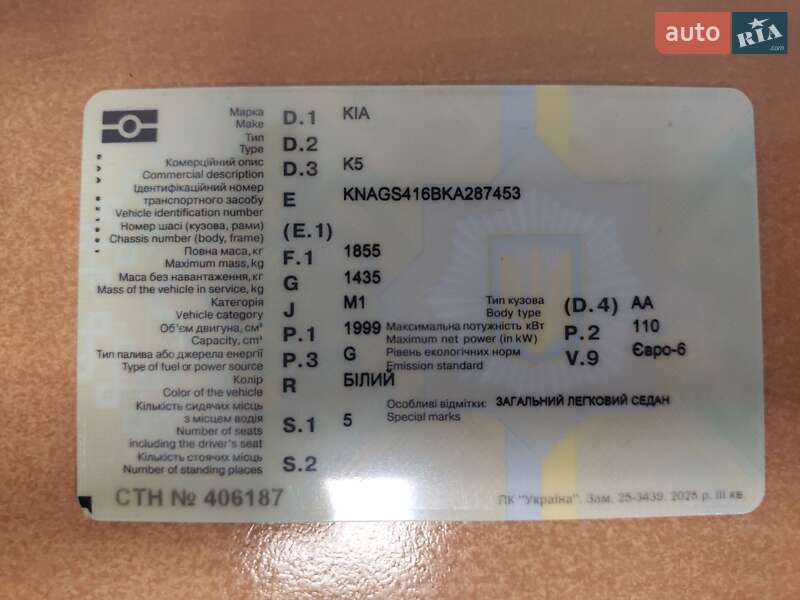 auto RIA.com
Марка D.1 KIA
Make
Тип D.2
Type
Комерційний опис D.3 K5
Commercial description
Ідентифікаційний номер
транспортного засобу E KNAGS416BKA287453
Vehicle identification number
Номер шасі (кузова, рами) (E.1)
Chassis number (body, frame)
Повна маса, кг F.1 1855
Maximum mass, kg
Маса без навантаження, кг G 1435
Mass of the vehicle in service, kg
Категорія J M1 Тип кузова (D.4) AA
Vehicle category Body type
Об'єм двигуна, см³ P.1 1999 Максимальна потужність кВт P.2 110
Capacity, cm³ Maximum net power (in kW)
Тип палива або джерела енергії P.3 G Рівень екологічних норм V.9 Євро-6
Type of fuel or power source Emission standard
Колір R БІЛИЙ
Color of the vehicle
Кількість сидячих місць Особливі відмітки: ЗАГАЛЬНИЙ ЛЕГКОВИЙ СЕДАН
з місцем водія S.1 5 Special marks
Number of seats
including the driver's seat
Кількість стоячих місць S.2
Number of standing places
СТН № 406187 ПК "Україна". Зам. 25-3439. 2025 р. III кв